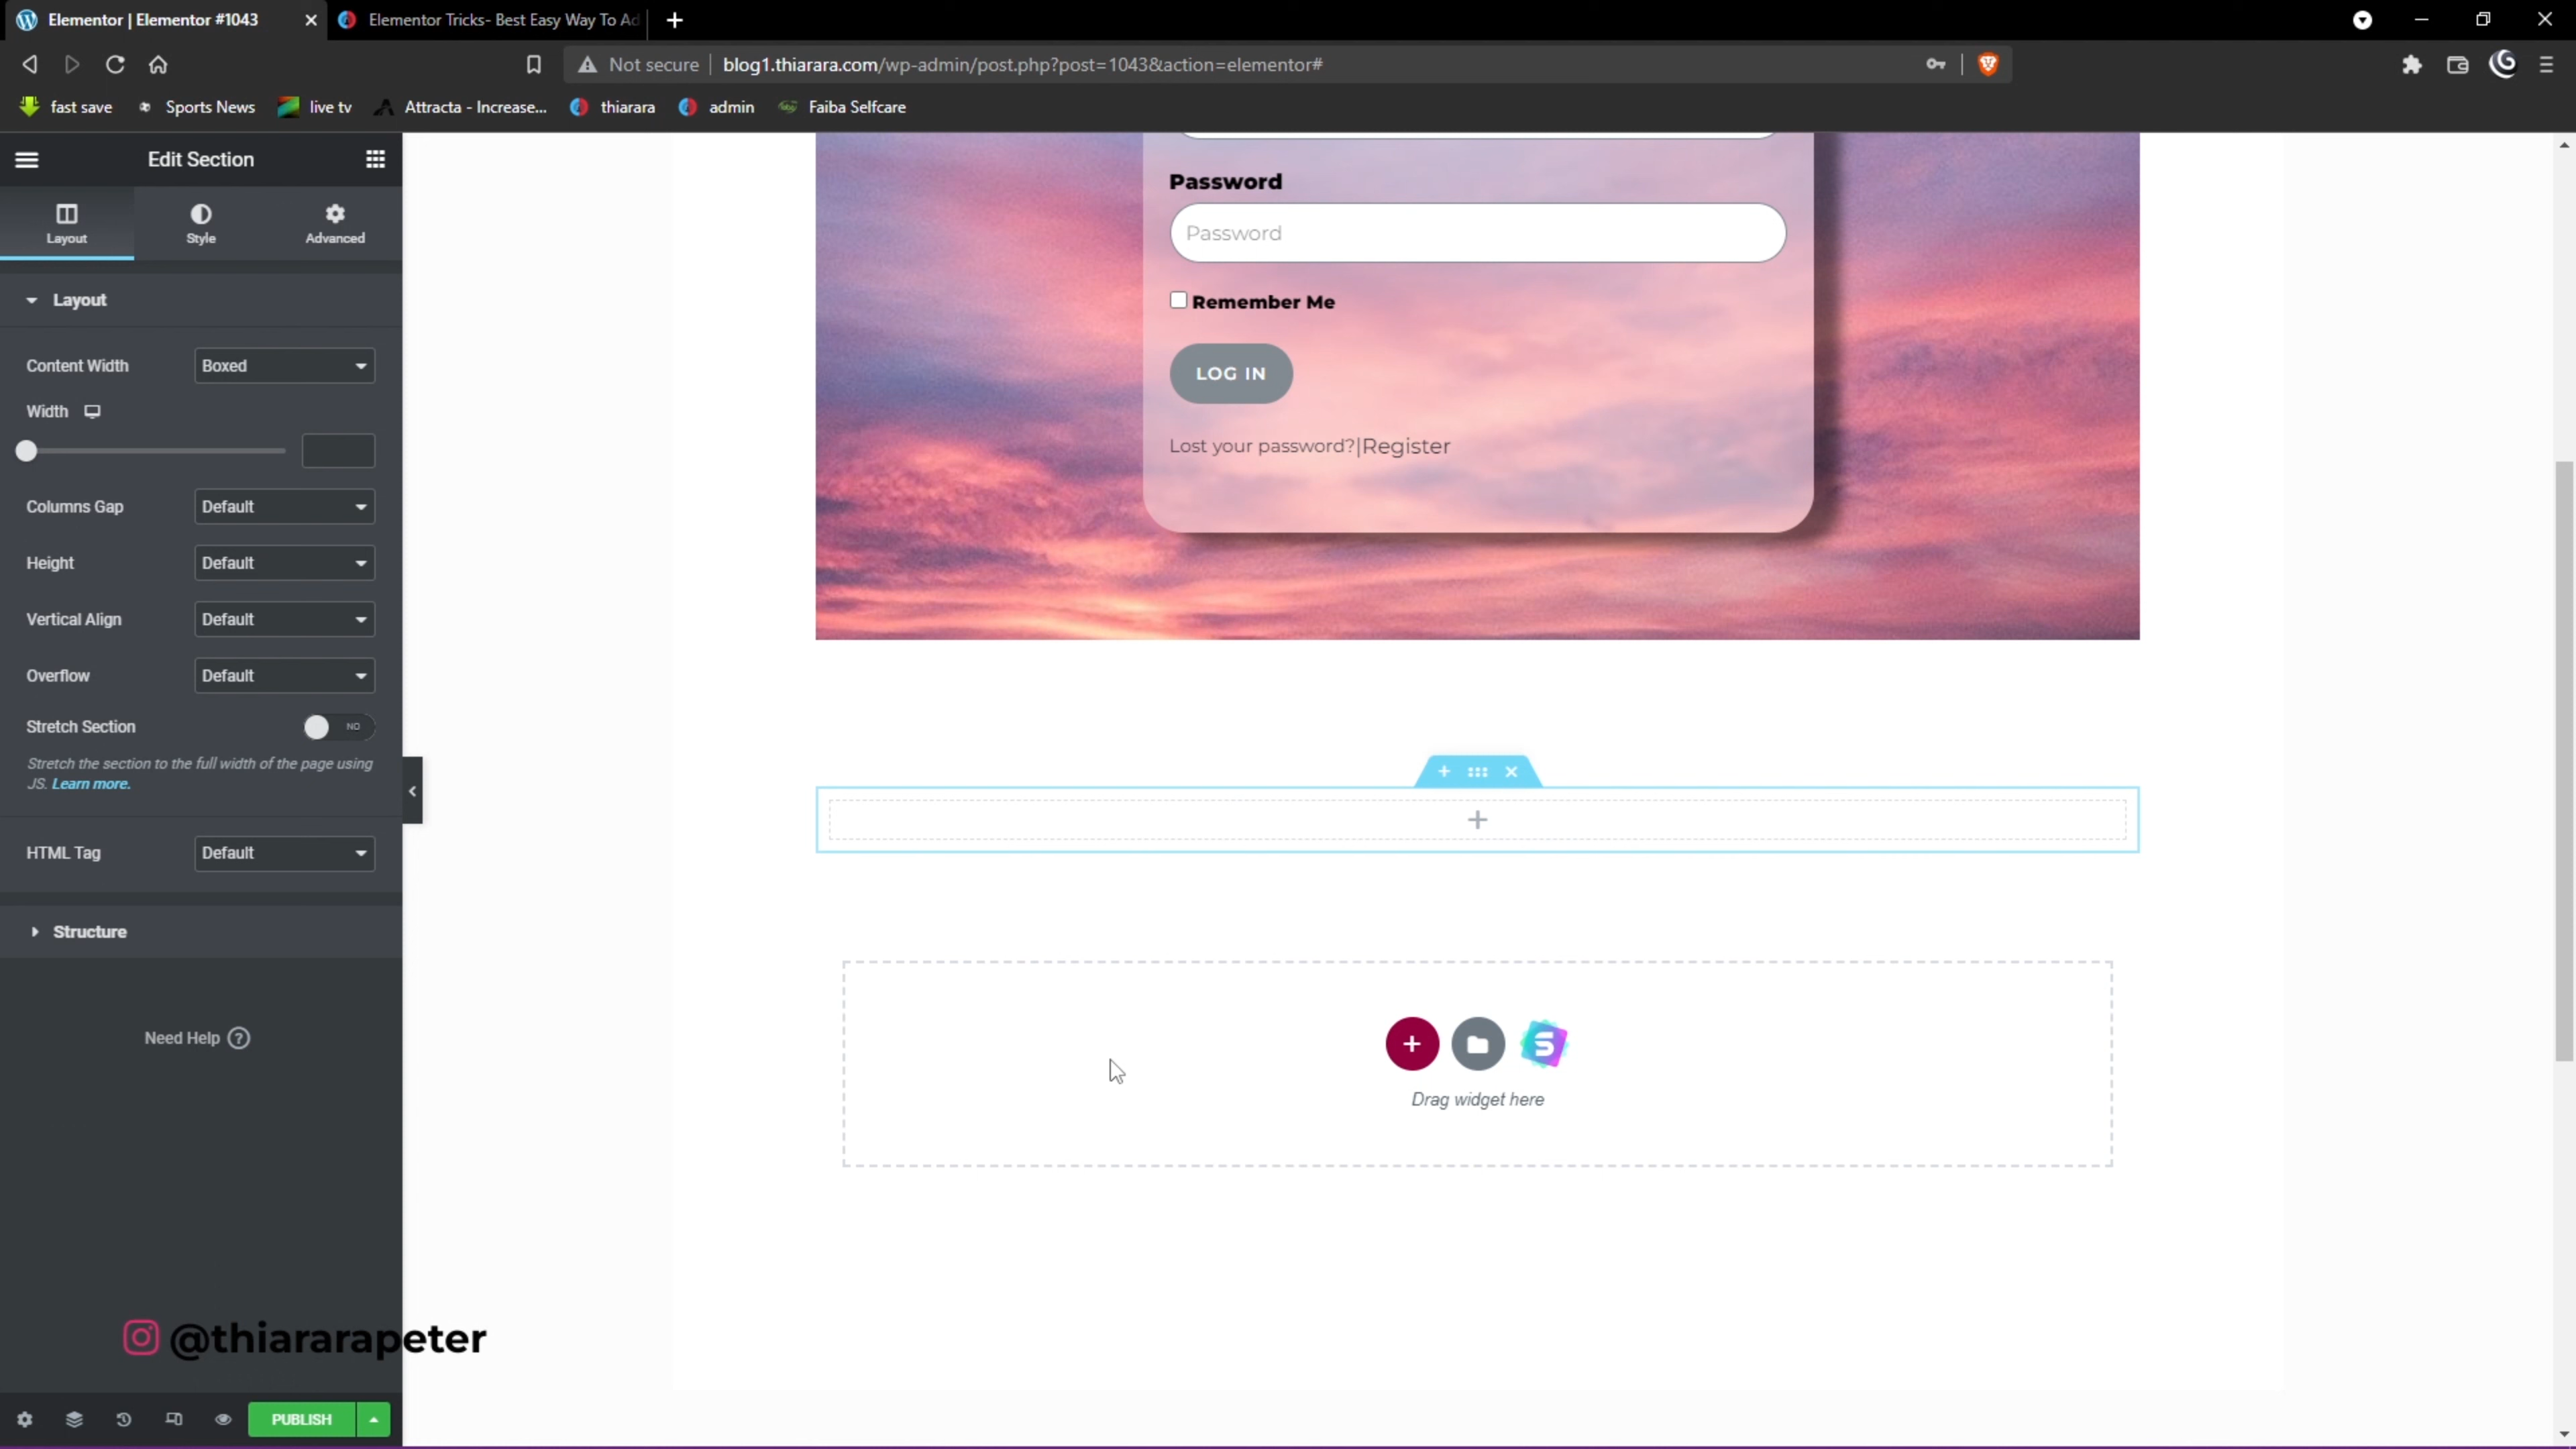 Elementor | Elementor #1043
Elementor Tricks- Best Easy Way To Ad
Not secure | blog1.thiarara.com/wp-admin/post.php?post=1043&action=elementor#
fast save
Sports News
live tv
Attracta - Increase...
thiarara
admin
Faiba Selfcare
Edit Section
Layout
Style
Advanced
Layout
Content Width
Boxed
Width
Columns Gap
Default
Height
Default
Vertical Align
Default
Overflow
Default
Stretch Section
NO
Stretch the section to the full width of the page using
JS. Learn more.
HTML Tag
Default
Structure
Need Help
@thiararapeter
PUBLISH
Password
Password
Remember Me
LOG IN
Lost your password?|Register
Drag widget here